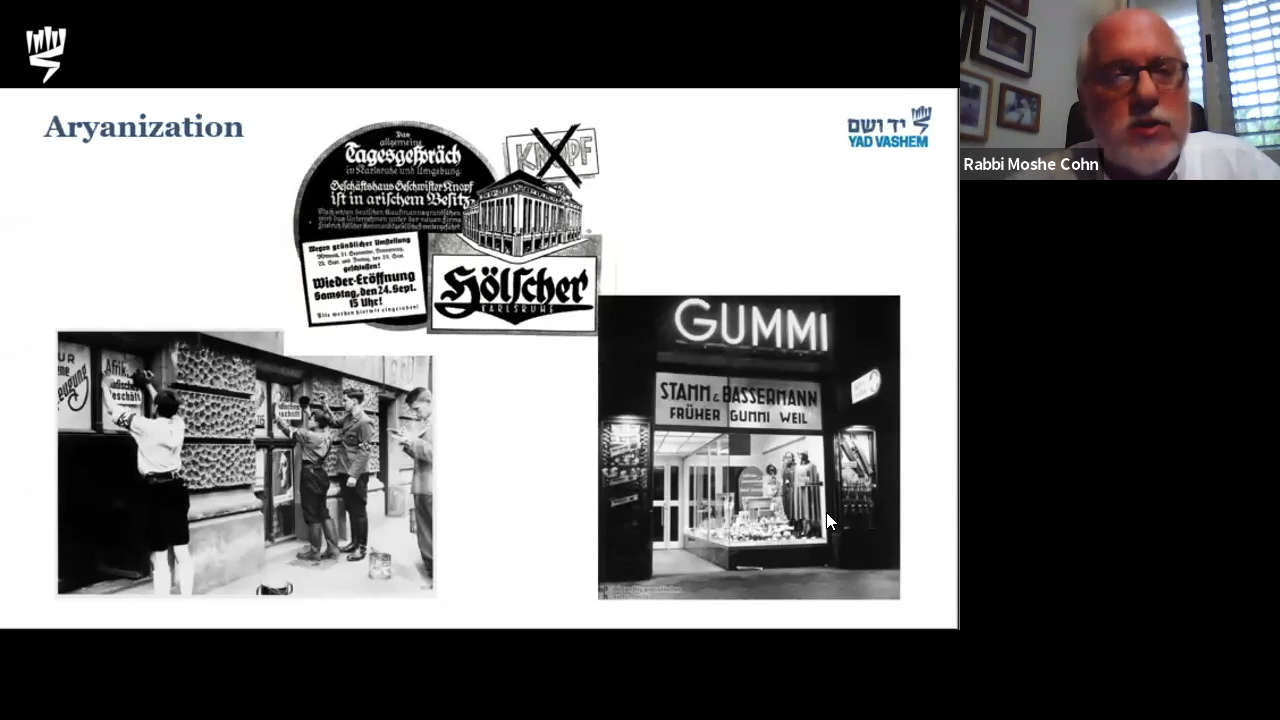 Aryanization
יד ושם
YAD VASHEM
Rabbi Moshe Cohn
Das
allgemeine
Tagesgespräch
in Karlsruhe und Umgebung:
Geschäftshaus Geschwister Knopf
ist in arischem Besitz
KNOPF
Wegen gründlicher Umstellung
geschlossen!
Wieder-Eröffnung
Samstag, den 24. Sept.
15 Uhr!
Hölscher
KARLSRUHE
GUMMI
STAMM & BASSERMANN
FRÜHER GUMMI WEIL